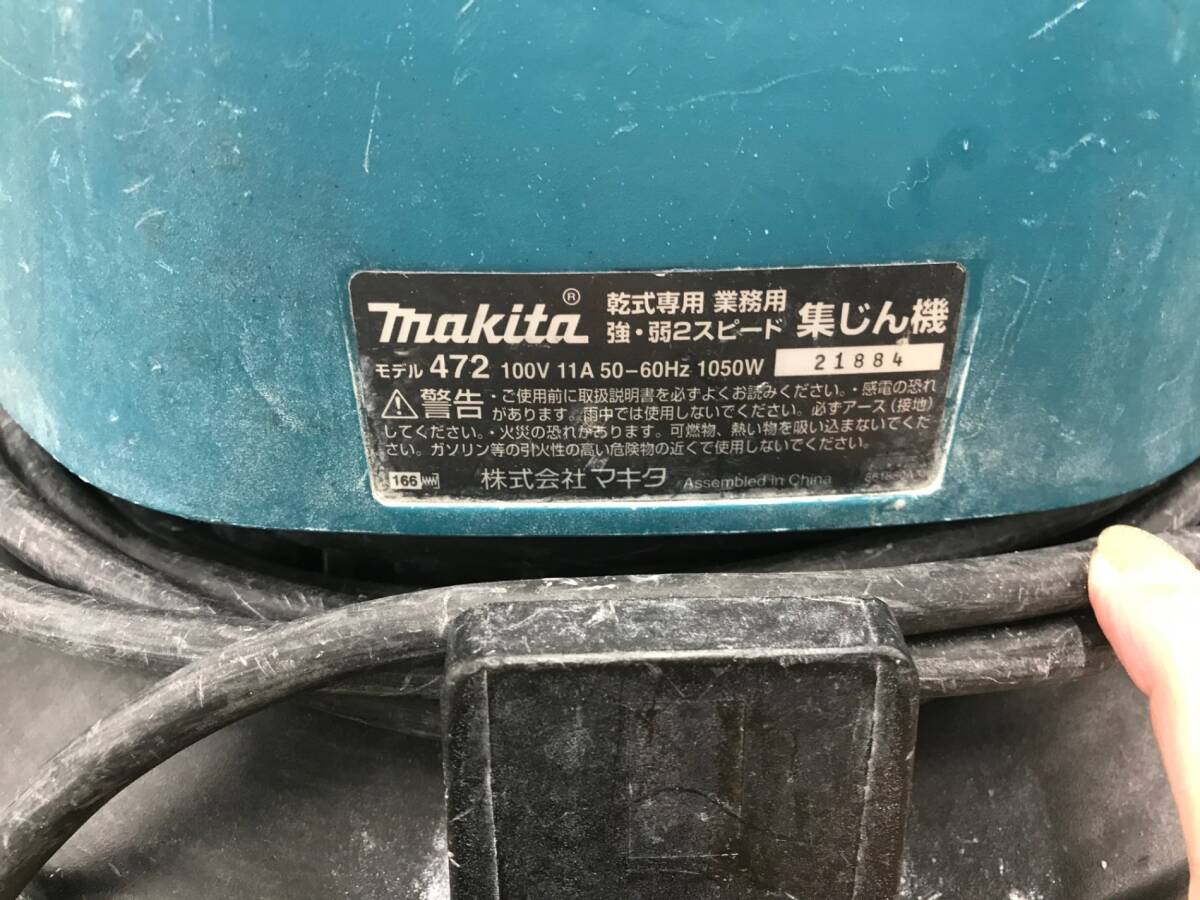 makita® 乾式専用 業務用 集じん機
強・弱2スピード
モデル 472 100V 11A 50-60Hz 1050W 21884
⚠警告 ・ご使用前に取扱説明書を必ずよくお読みください。・感電の恐れ
があります。雨中では使用しないでください。必ずアース（接地）
してください。・火災の恐れがあります。可燃物、熱い物を吸い込まないでくだ
さい。ガソリン等の引火性の高い危険物の近くで使用しないでください。
166 株式会社 マキタ Assembled in China